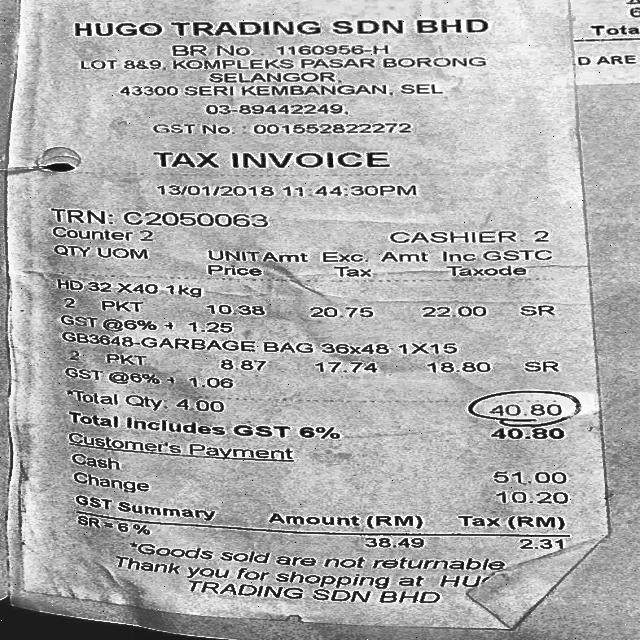 HUGO TRADING SDN BHD
BR No. 1160956-H
LOT 8&9, KOMPLEKS PASAR BORONG
SELANGOR,
43300 SERI KEMBANGAN, SEL
03-89442249,
GST No. : 001552822272
TAX INVOICE
13/01/2018 11:44:30PM
TRN: C2050063
Counter 2 CASHIER 2
QTY UOM UNIT Amt Exc. Amt Inc GSTC
Price Tax Taxode
HD 32 X40 1kg
2 PKT 10.38 20.75 22.00 SR
GST @6% + 1.25
GB3648-GARBAGE BAG 36x48 1X15
2 PKT 8.87 17.74 18.80 SR
GST @6% + 1.06
*Total Qty: 4.00 40.80
Total Includes GST 6% 40.80
Customer's Payment
Cash 51.00
Change 10.20
GST Summary Amount (RM) Tax (RM)
SR = 6 % 38.49 2.31
*Goods sold are not returnable
Thank you for shopping at HUG
TRADING SDN BHD
Tota
D ARE